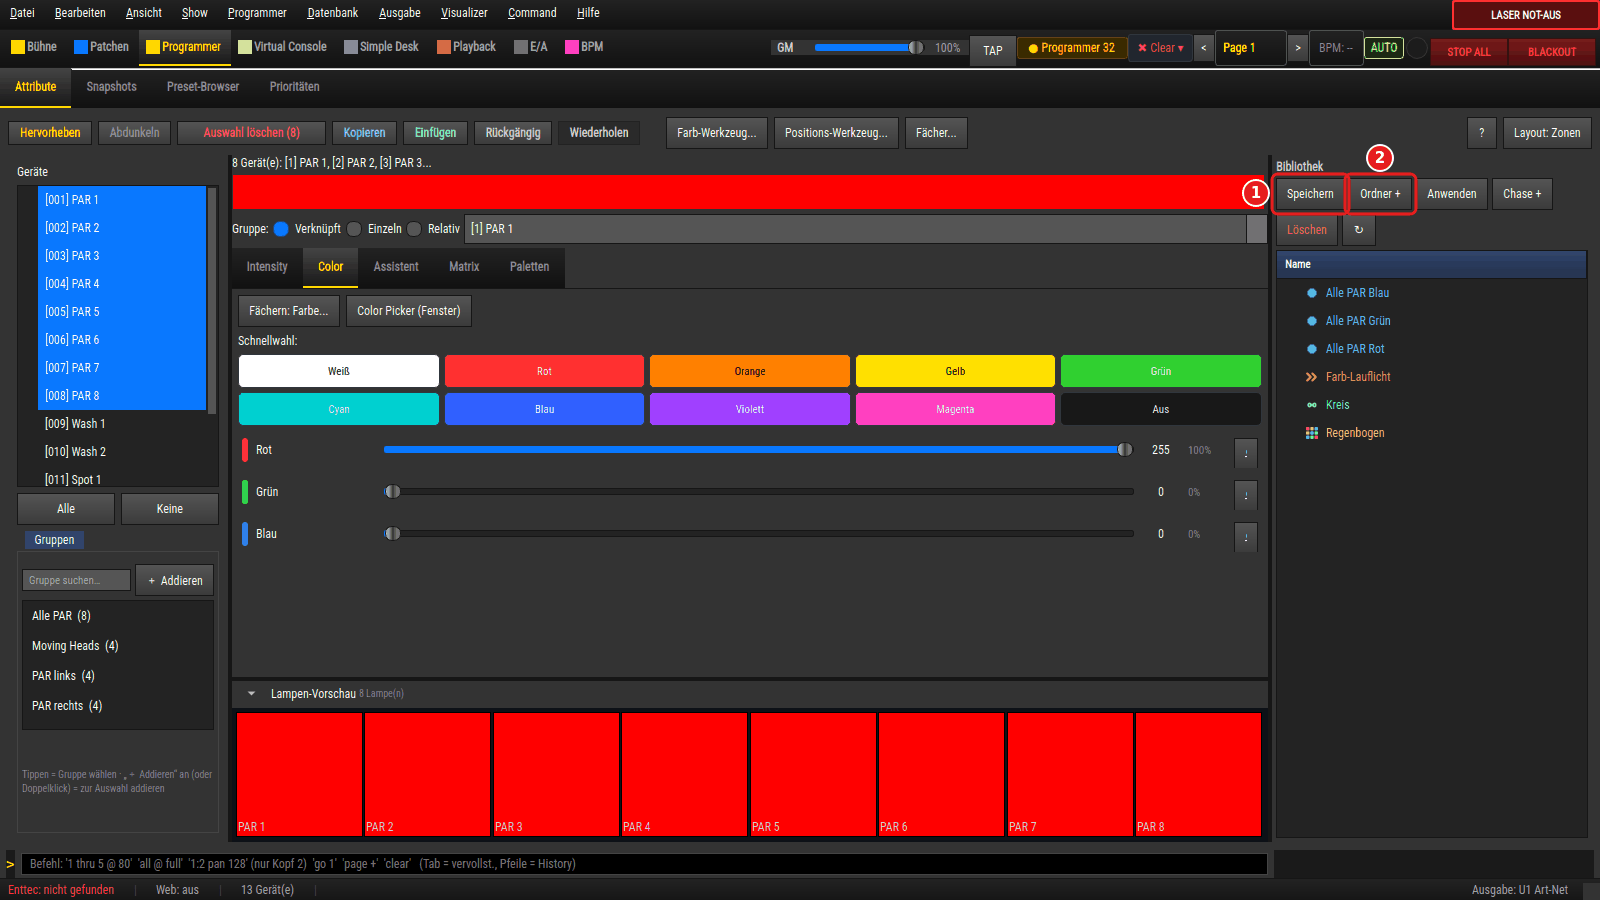 Datei Bearbeiten Ansicht Show Programmer Datenbank Ausgabe Visualizer Command Hilfe
LASER NOT-AUS
Bühne Patchen Programmer Virtual Console Simple Desk Playback E/A BPM
GM 100% TAP Programmer 32 ✖ Clear ▾ < Page 1 > BPM: -- AUTO STOP ALL BLACKOUT
Attribute Snapshots Preset-Browser Prioritäten
Hervorheben Abdunkeln Auswahl löschen (8) Kopieren Einfügen Rückgängig Wiederholen Farb-Werkzeug... Positions-Werkzeug... Fächer... ? Layout: Zonen
Geräte
[001] PAR 1
[002] PAR 2
[003] PAR 3
[004] PAR 4
[005] PAR 5
[006] PAR 6
[007] PAR 7
[008] PAR 8
[009] Wash 1
[010] Wash 2
[011] Spot 1
Alle Keine
Gruppen
Gruppe suchen...
+ Addieren
Alle PAR (8)
Moving Heads (4)
PAR links (4)
PAR rechts (4)
Tippen = Gruppe wählen · „ + Addieren“ an (oder
Doppelklick) = zur Auswahl addieren
8 Gerät(e): [1] PAR 1, [2] PAR 2, [3] PAR 3...
Gruppe: Verknüpft Einzeln Relativ [1] PAR 1
Intensity Color Assistent Matrix Paletten
Fächern: Farbe... Color Picker (Fenster)
Schnellwahl:
Weiß Rot Orange Gelb Grün
Cyan Blau Violett Magenta Aus
Rot 255 100%
Grün 0 0%
Blau 0 0%
Lampen-Vorschau 8 Lampe(n)
PAR 1 PAR 2 PAR 3 PAR 4 PAR 5 PAR 6 PAR 7 PAR 8
Bibliothek
1 2
Speichern Ordner + Anwenden Chase +
Löschen ↻
Name
Alle PAR Blau
Alle PAR Grün
Alle PAR Rot
Farb-Lauflicht
Kreis
Regenbogen
> Befehl: '1 thru 5 @ 80' 'all @ full' '1:2 pan 128' (nur Kopf 2) 'go 1' 'page +' 'clear' (Tab = vervollst., Pfeile = History)
Enttec: nicht gefunden Web: aus 13 Gerät(e) Ausgabe: U1 Art-Net